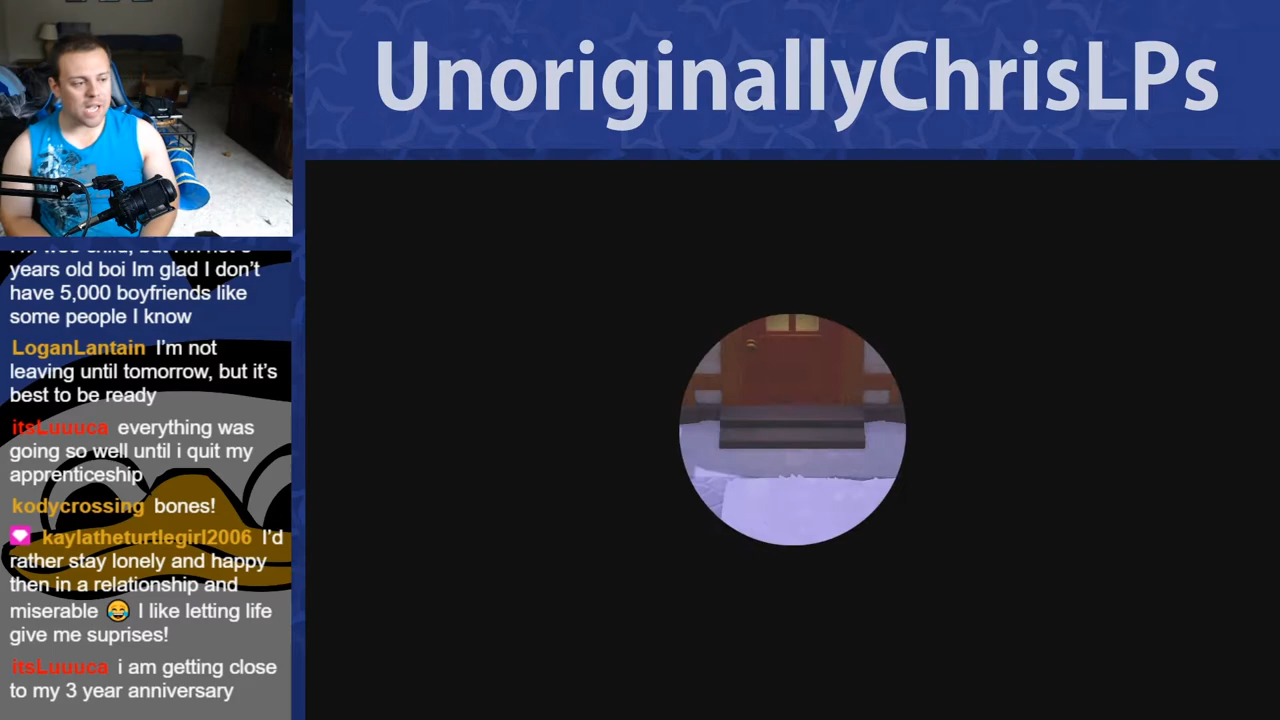 UnoriginallyChrisLPs
years old boi Im glad I don't
have 5,000 boyfriends like
some people I know
LoganLantain I'm not
leaving until tomorrow, but it's
best to be ready
itsLuuuca everything was
going so well until i quit my
apprenticeship
kodycrossing bones!
kaylatheturtlegirl2006 I'd
rather stay lonely and happy
then in a relationship and
miserable 😂 I like letting life
give me suprises!
itsLuuuca i am getting close
to my 3 year anniversary